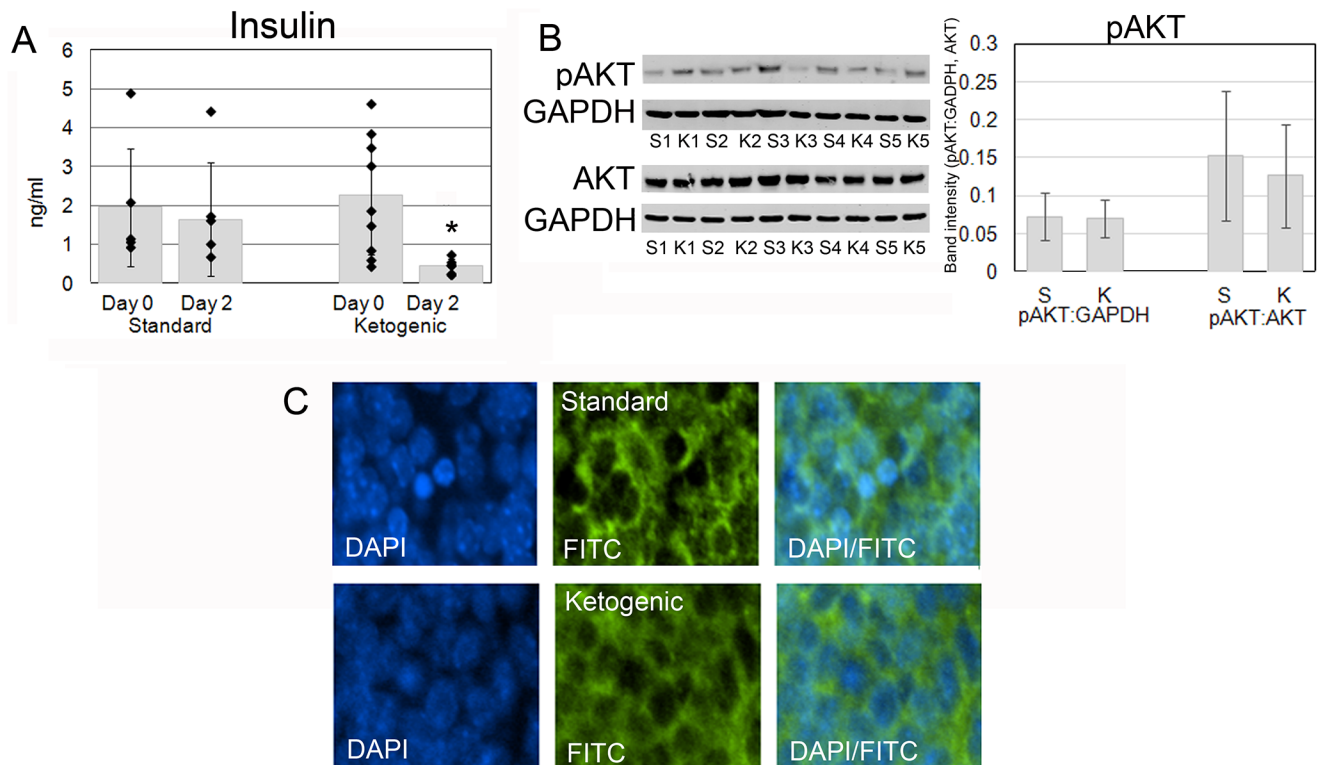 A
Insulin
6
5
4
3
2
1
0
ng/ml
Day 0 Day 2 Day 0 Day 2
Standard Ketogenic
B
pAKT
GAPDH
S1 K1 S2 K2 S3 K3 S4 K4 S5 K5
AKT
GAPDH
S1 K1 S2 K2 S3 K3 S4 K4 S5 K5
pAKT
Band intensity (pAKT:GADPH, AKT)
0.3
0.25
0.2
0.15
0.1
0.05
0
S K S K
pAKT:GAPDH pAKT:AKT
*
C
Standard
DAPI FITC DAPI/FITC
Ketogenic
DAPI FITC DAPI/FITC